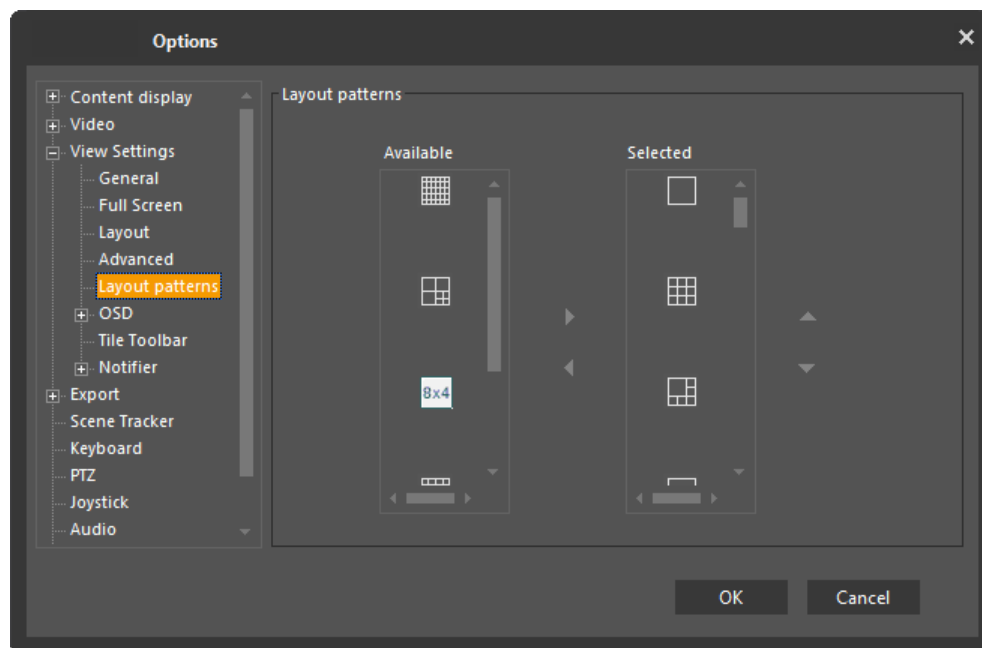 Options
Content display
Video
View Settings
General
Full Screen
Layout
Advanced
Layout patterns
OSD
Tile Toolbar
Notifier
Export
Scene Tracker
Keyboard
PTZ
Joystick
Audio
Layout patterns
Available
Selected
8x4
OK
Cancel